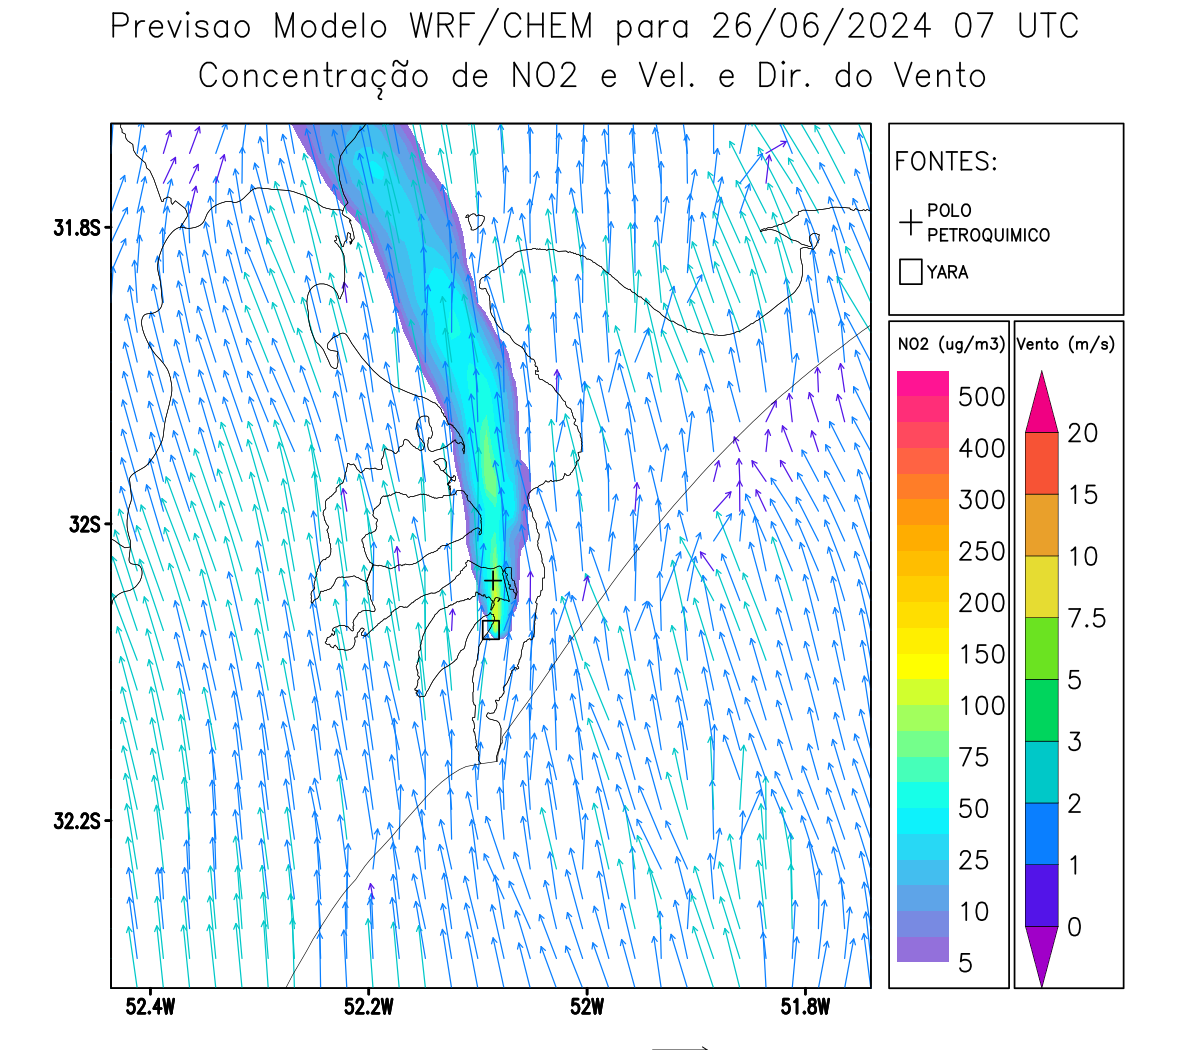 Previsao Modelo WRF/CHEM para 26/06/2024 07 UTC
Concentração de NO2 e Vel. e Dir. do Vento
FONTES:
POLO
PETROQUIMICO
YARA
NO2 (ug/m3)
500
400
300
250
200
150
100
75
50
25
10
5
Vento (m/s)
20
15
10
7.5
5
3
2
1
0
31.8S
32S
32.2S
52.4W
52.2W
52W
51.8W